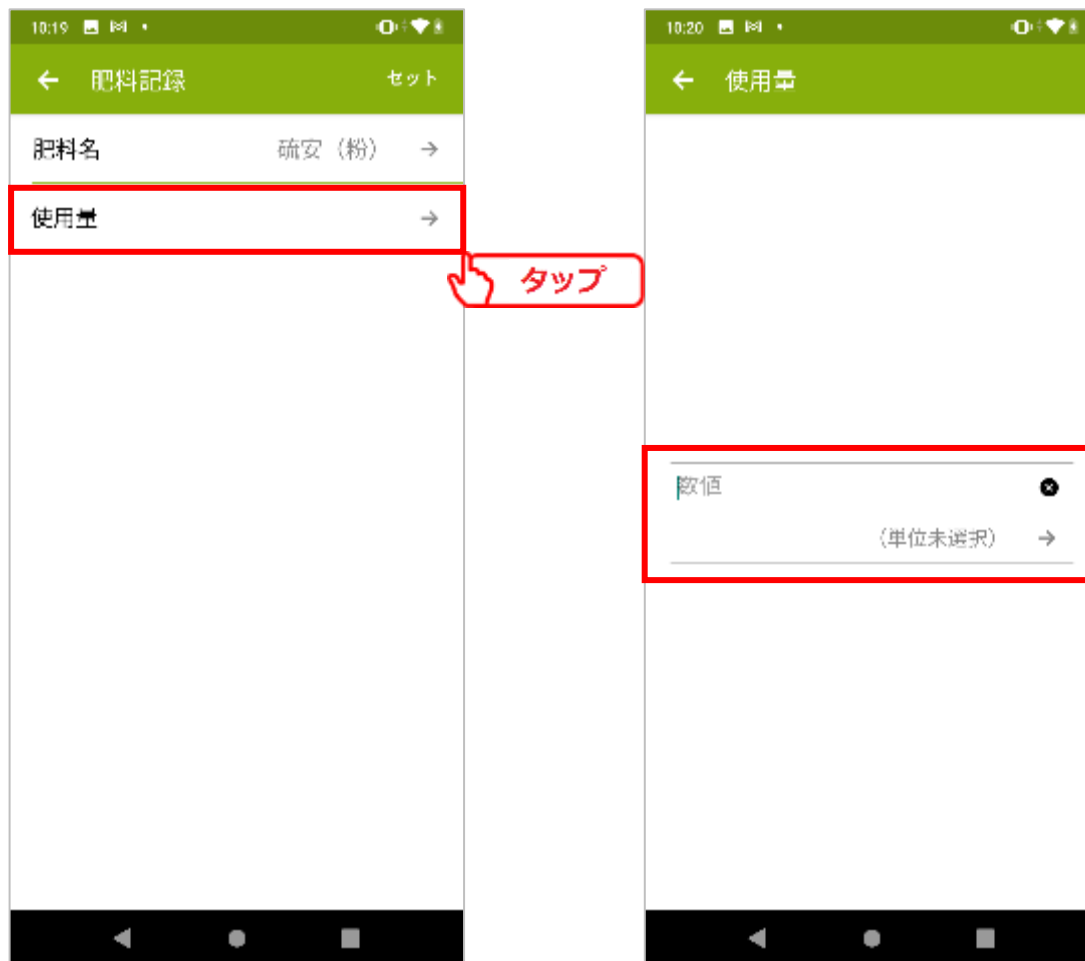 10:19
肥料記録 セット
肥料名 硫安（粉）
使用量
タップ
10:20
使用量
数値
（単位未選択）